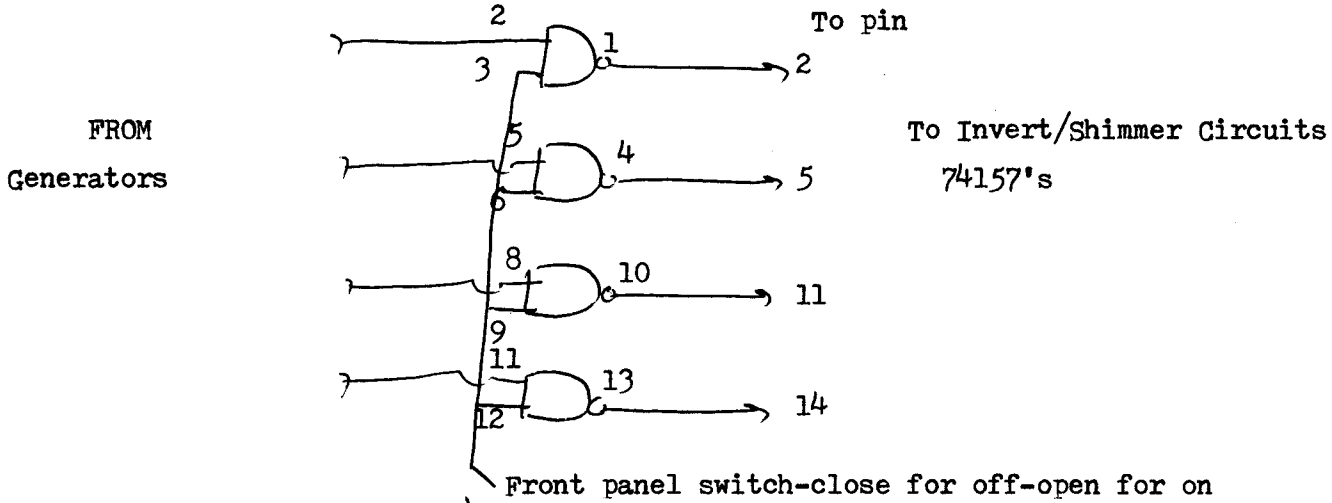 2
To pin
1
2
3
FROM
To Invert/Shimmer Circuits
5
4
Generators
5
74157's
6
8
10
11
9
11
13
14
12
Front panel switch-close for off-open for on